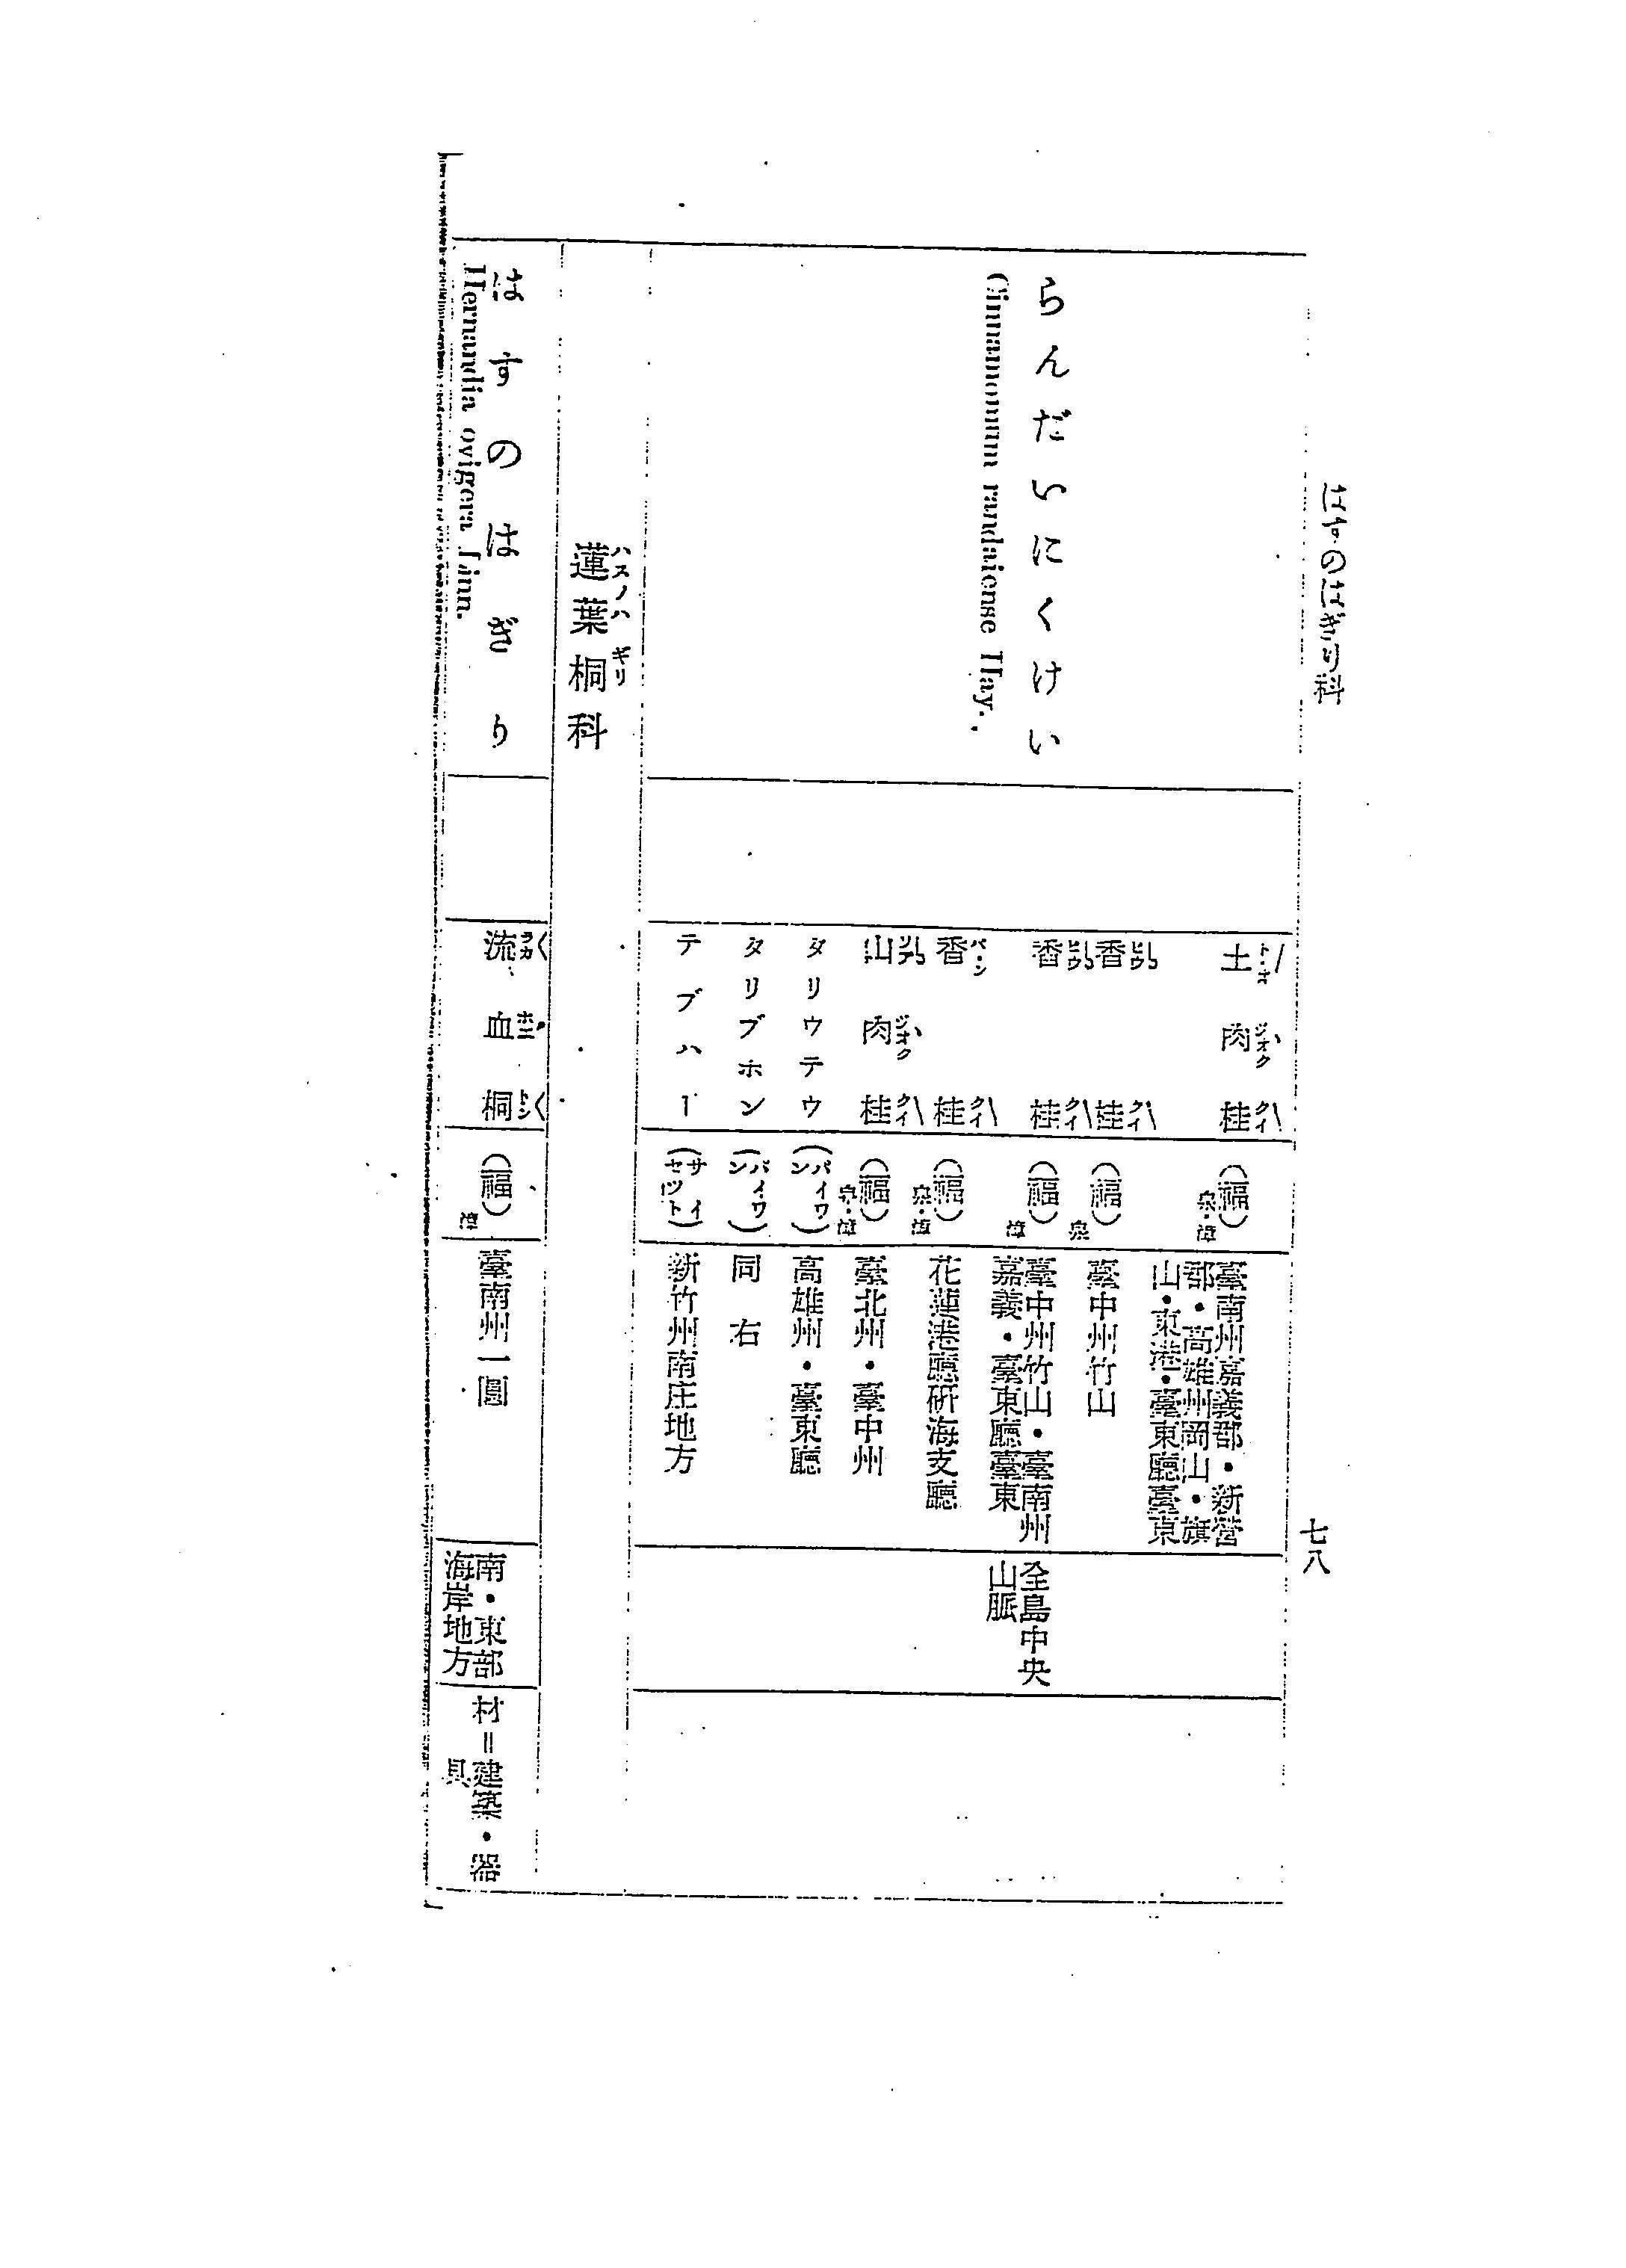 はすのはぎり科
七八
らんだいにくけい
Cinnamomum randaiense Hay.
土肉桂
(福)
泉・漳
臺南州嘉義郡・新營
郡・高雄州岡山・旗
山・東港・臺東廳臺東
香桂
(福)
泉
臺中州竹山
香桂
(福)
漳
臺中州竹山・臺南州
嘉義・臺東廳臺東
香桂
(福)
泉・漳
花蓮港廳研海支廳
山肉桂
(福)
泉・漳
臺北州・臺中州
タリウテウ
(パイワ
ン)
高雄州・臺東廳
タリブホン
(パイワ
ン)
同右
テブハー
(サイ
セット)
新竹州南庄地方
全島中央
山脈
蓮葉桐科
ハスノハギリ
はすのはぎり
Hernandia ovigera Linn.
流血桐
(福)
漳
臺南州一圓
南・東部
海岸地方
材=建築・器
具